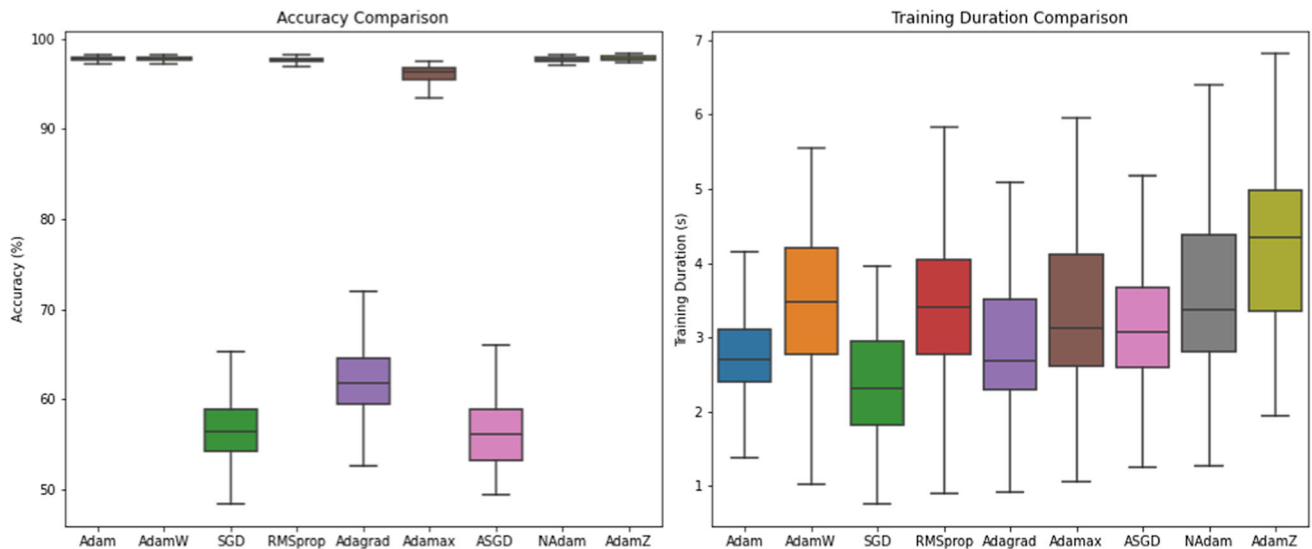 Accuracy Comparison
Accuracy (%)
100
90
80
70
60
50
Adam AdamW SGD RMSprop Adagrad Adamax ASGD NAdam AdamZ
Training Duration Comparison
Training Duration (s)
7
6
5
4
3
2
1
Adam AdamW SGD RMSprop Adagrad Adamax ASGD NAdam AdamZ